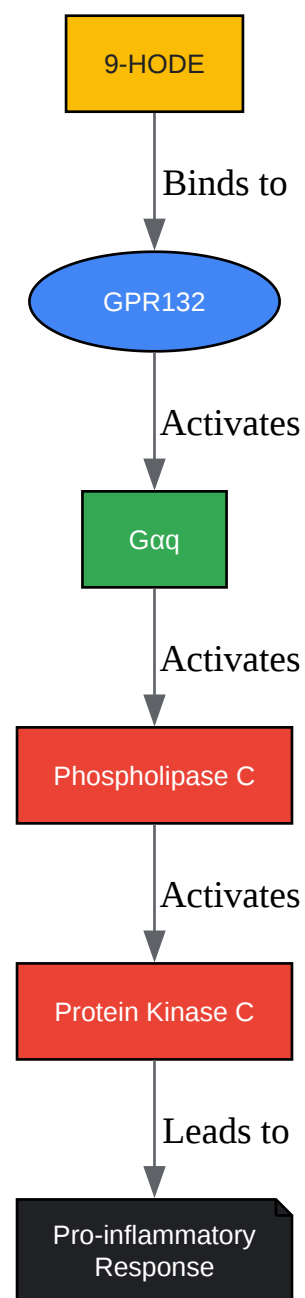 9-HODE
Binds to
GPR132
Activates
Gαq
Activates
Phospholipase C
Activates
Protein Kinase C
Leads to
Pro-inflammatory
Response